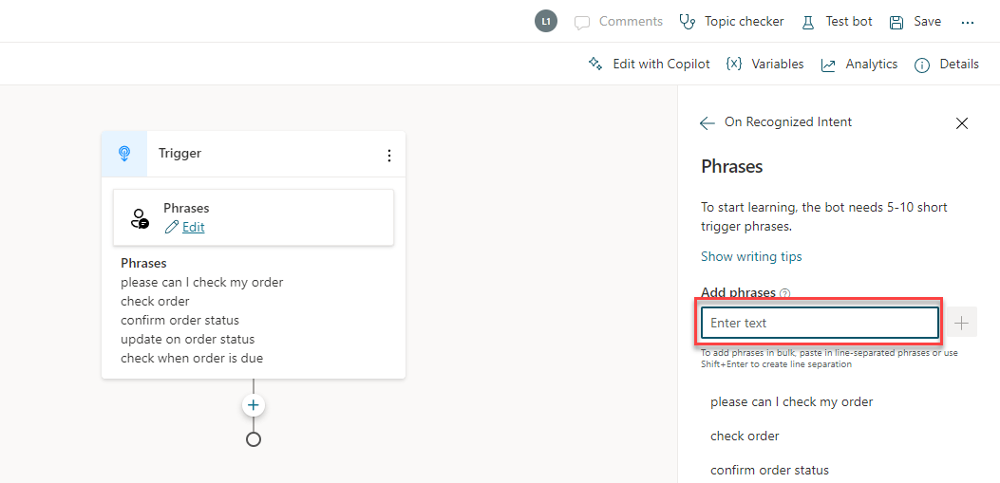 L1 Comments Topic checker Test bot Save ...
Edit with Copilot {x} Variables Analytics Details
On Recognized Intent
Trigger
Phrases
Edit
Phrases
please can I check my order
check order
confirm order status
update on order status
check when order is due
Phrases
To start learning, the bot needs 5-10 short
trigger phrases.
Show writing tips
Add phrases
Enter text
To add phrases in bulk, paste in line-separated phrases or use
Shift+Enter to create line separation
please can I check my order
check order
confirm order status